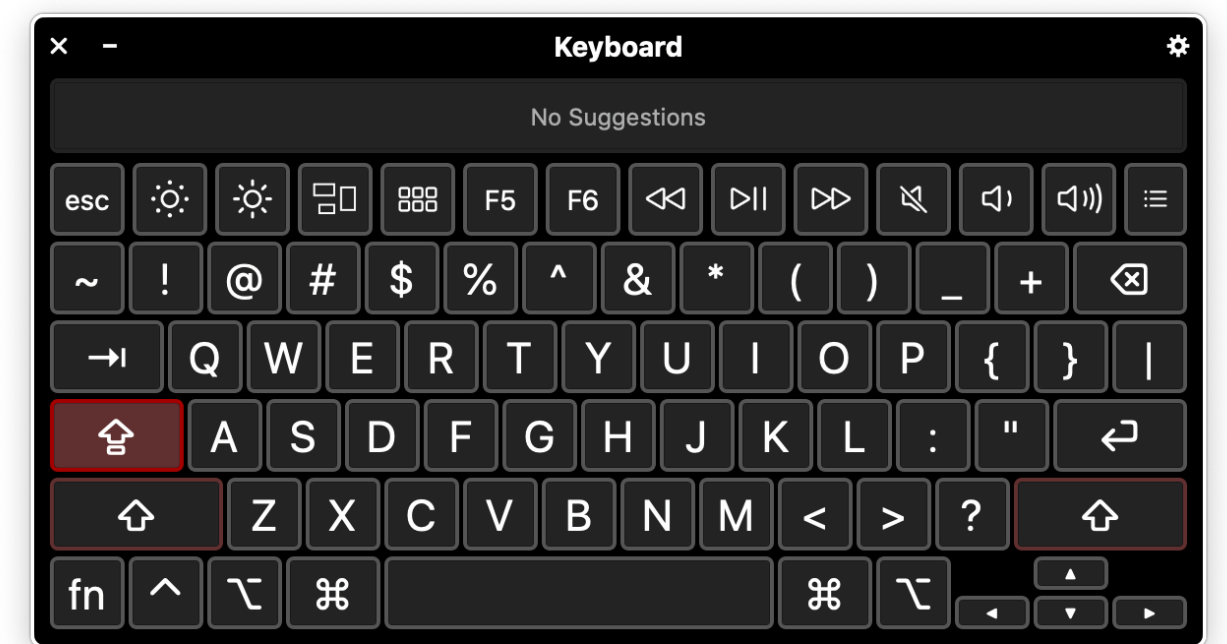 Keyboard
No Suggestions
esc F5 F6
~ ! @ # $ % ^ & * ( ) _ +
Q W E R T Y U I O P { } |
A S D F G H J K L : "
Z X C V B N M < > ?
fn ^ ⌥ ⌘ ⌘ ⌥